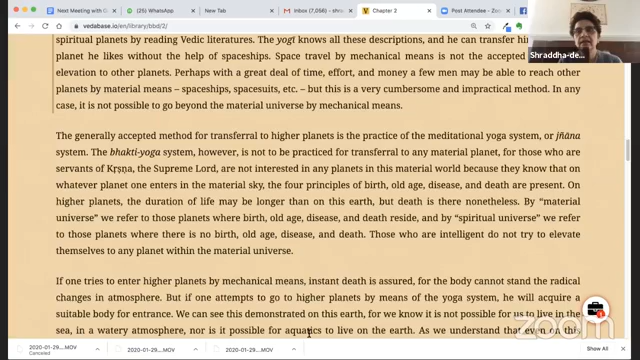 Next Meeting with C
(25) WhatsApp
New Tab
Inbox (7,056) - shr
Chapter 2
Post Attendee - Zoom
vedabase.io/en/library/bbd/2/
Shraddha-de...
spiritual planets by reading Vedic literatures. The yogī knows all these descriptions, and he can transfer hi
planet he likes without the help of spaceships. Space travel by mechanical means is not the accepted
elevation to other planets. Perhaps with a great deal of time, effort, and money a few men may be able to reach other
planets by material means – spaceships, spacesuits, etc. – but this is a very cumbersome and impractical method. In any
case, it is not possible to go beyond the material universe by mechanical means.
The generally accepted method for transferral to higher planets is the practice of the meditational yoga system, or jñāna
system. The bhakti-yoga system, however, is not to be practiced for transferral to any material planet, for those who are
servants of Kṛṣṇa, the Supreme Lord, are not interested in any planets in this material world because they know that on
whatever planet one enters in the material sky, the four principles of birth, old age, disease, and death are present. On
higher planets, the duration of life may be longer than on this earth, but death is there nonetheless. By “material
universe” we refer to those planets where birth, old age, disease, and death reside, and by “spiritual universe” we refer
to those planets where there is no birth, old age, disease, and death. Those who are intelligent do not try to elevate
themselves to any planet within the material universe.
If one tries to enter higher planets by mechanical means, instant death is assured, for the body cannot stand the radical
changes in atmosphere. But if one attempts to go to higher planets by means of the yoga system, he will acquire a
suitable body for entrance. We can see this demonstrated on this earth, for we know it is not possible for us to live in the
sea, in a watery atmosphere, nor is it possible for aquatics to live on the earth. As we understand that even on this
zoom
2020-01-29....MOV
Canceled
2020-01-29....MOV
2020-01-29....MOV
Show All